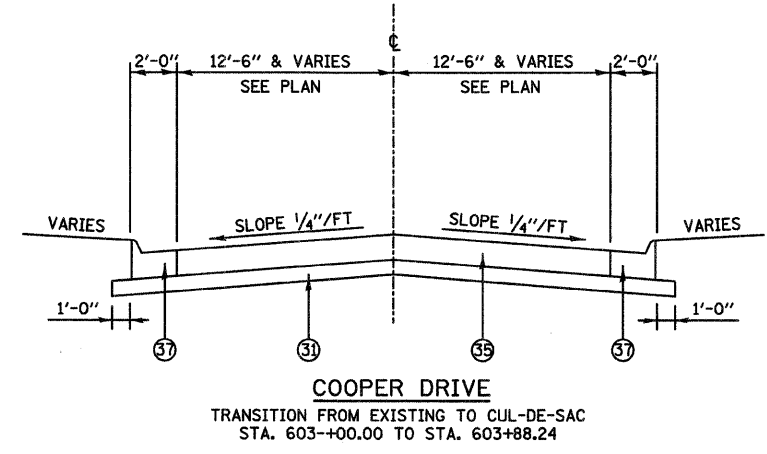 ℄
2'-0" 12'-6" & VARIES 12'-6" & VARIES 2'-0"
SEE PLAN SEE PLAN
VARIES SLOPE 1/4"/FT SLOPE 1/4"/FT VARIES
1'-0" 1'-0"
37 31 35 37
COOPER DRIVE
TRANSITION FROM EXISTING TO CUL-DE-SAC
STA. 603-+00.00 TO STA. 603+88.24